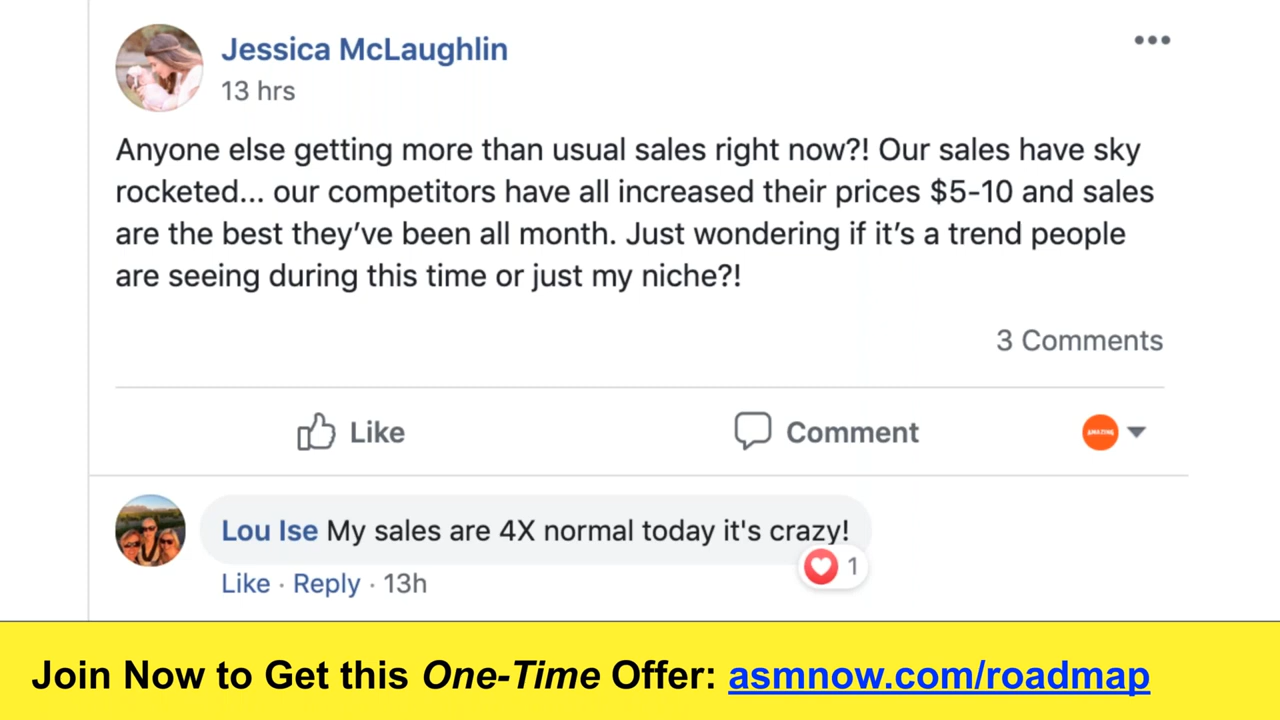 Jessica McLaughlin
13 hrs
Anyone else getting more than usual sales right now?! Our sales have sky
rocketed... our competitors have all increased their prices $5-10 and sales
are the best they’ve been all month. Just wondering if it’s a trend people
are seeing during this time or just my niche?!
3 Comments
Like Comment AMAZING
Lou Ise My sales are 4X normal today it's crazy!
1
Like · Reply · 13h
Join Now to Get this One-Time Offer: asmnow.com/roadmap